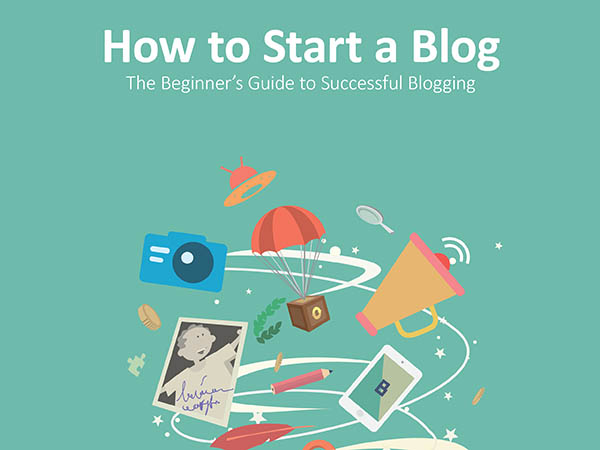 How to Start a Blog
The Beginner's Guide to Successful Blogging
B